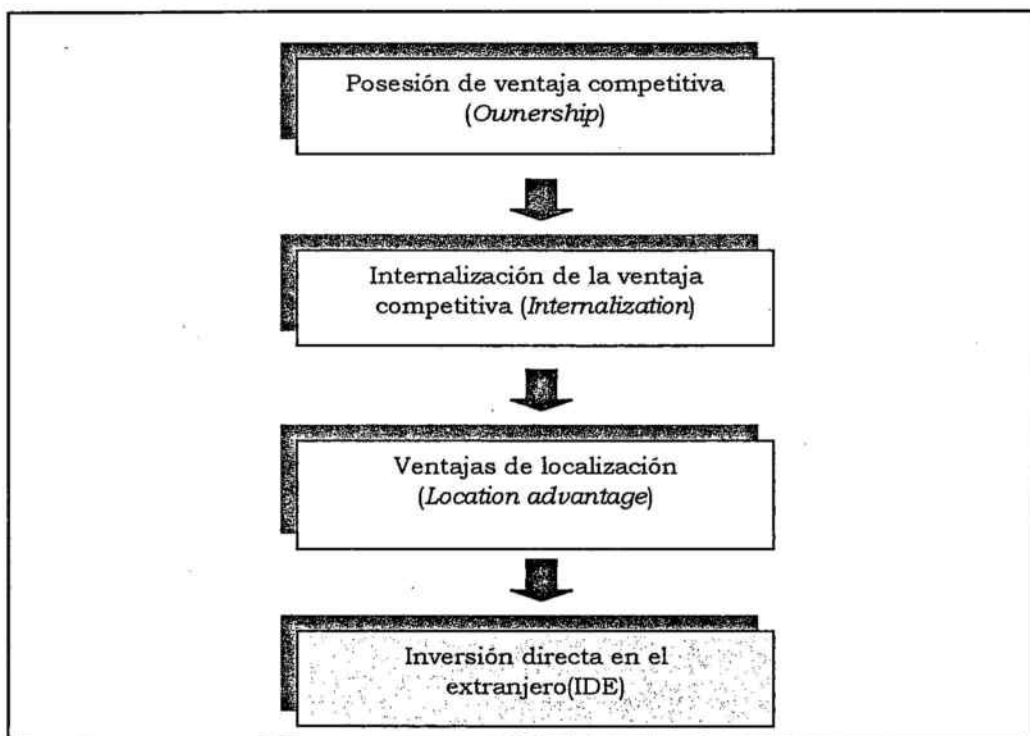 Posesión de ventaja competitiva
(Ownership)
Internalización de la ventaja
competitiva (Internalization)
Ventajas de localización
(Location advantage)
Inversión directa en el
extranjero(IDE)